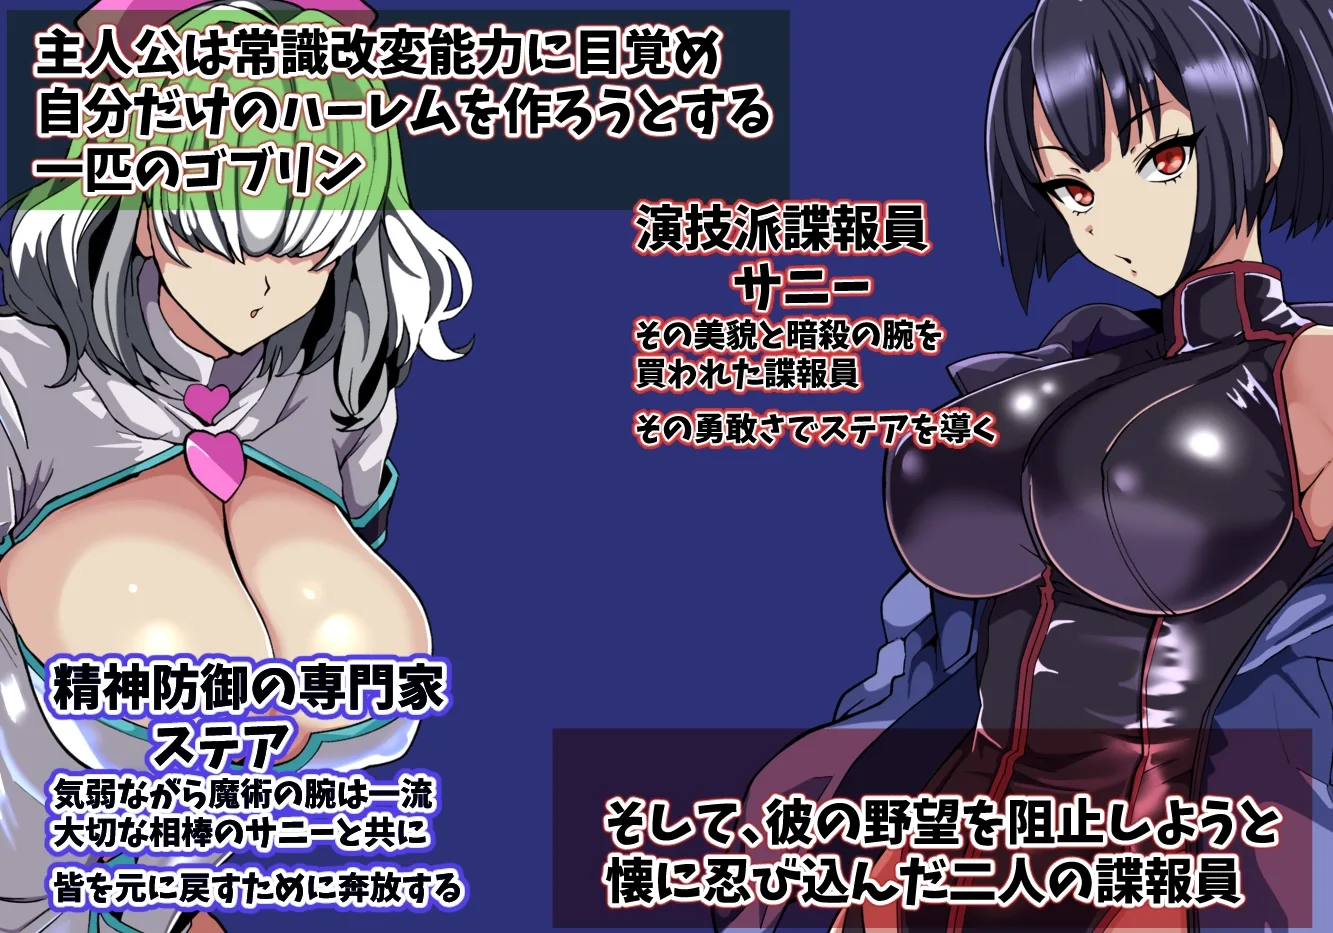 主人公は常識改変能力に目覚め
自分だけのハーレムを作ろうとする
一匹のゴブリン
演技派諜報員
サニー
その美貌と暗殺の腕を
買われた諜報員
その勇敢さでステアを導く
精神防御の専門家
ステア
気弱ながら魔術の腕は一流
大切な相棒のサニーと共に
皆を元に戻すために奔放する
そして、彼の野望を阻止しようと
懐に忍び込んだ二人の諜報員